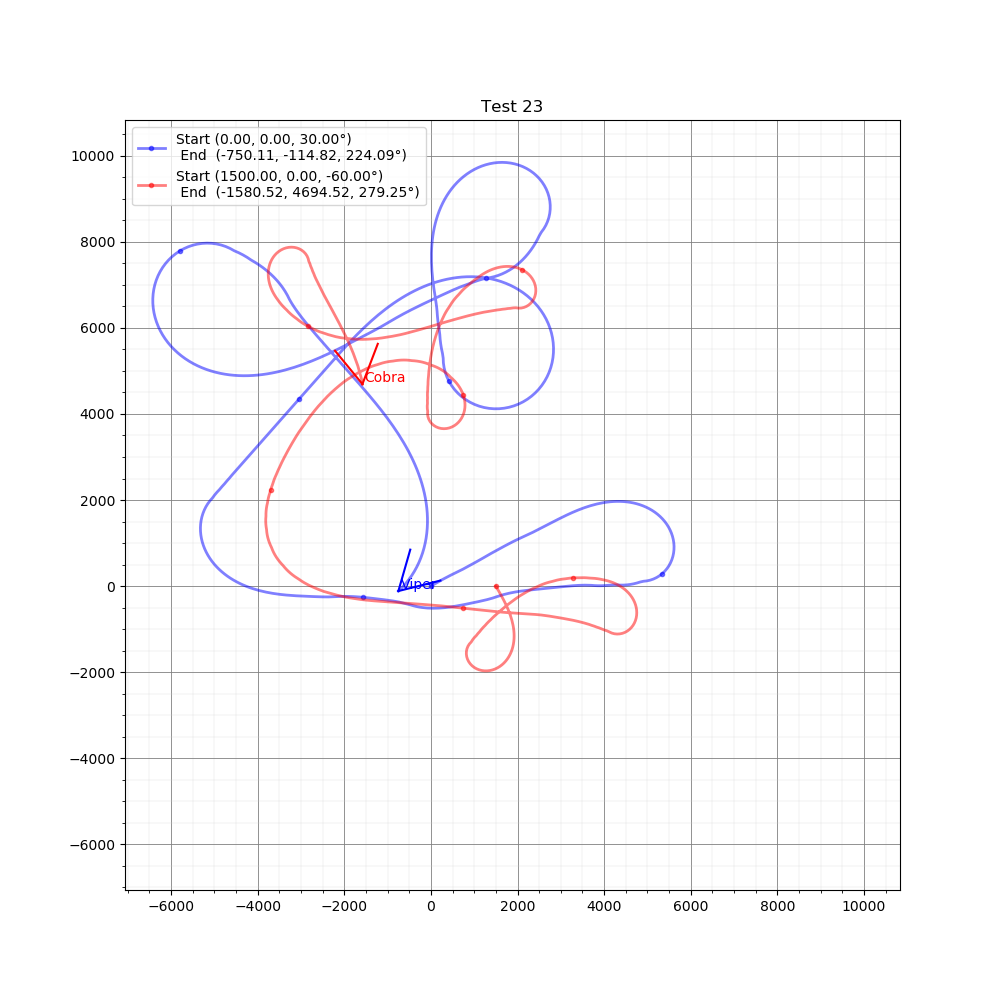 Test 23
Start (0.00, 0.00, 30.00°)
End (-750.11, -114.82, 224.09°)
Start (1500.00, 0.00, -60.00°)
End (-1580.52, 4694.52, 279.25°)
10000
8000
6000
4000
2000
0
−2000
−4000
−6000
Cobra
Viper
−6000 −4000 −2000 0 2000 4000 6000 8000 10000